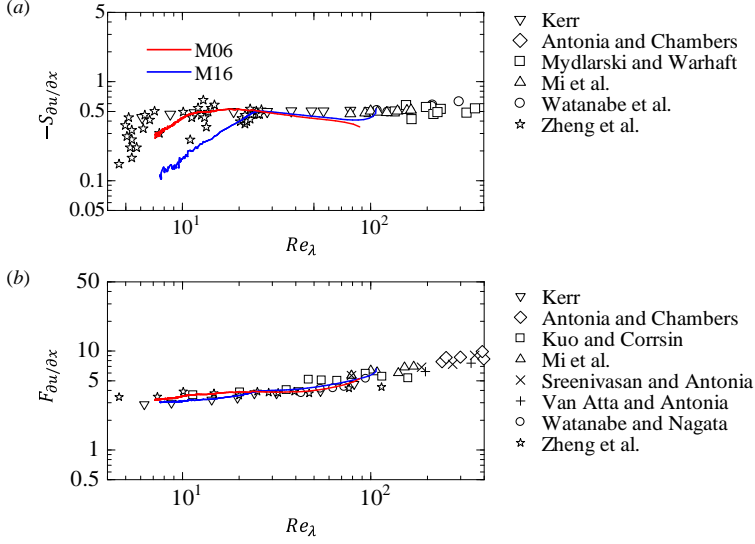 (a)
M06
M16
−S∂u/∂x
1
0.5
0.1
0.05
10¹
10²
Reλ
Kerr
Antonia and Chambers
Mydlarski and Warhaft
Mi et al.
Watanabe et al.
Zheng et al.
(b)
F∂u/∂x
50
10
5
1
0.5
10¹
10²
Reλ
Kerr
Antonia and Chambers
Kuo and Corrsin
Mi et al.
Sreenivasan and Antonia
Van Atta and Antonia
Watanabe and Nagata
Zheng et al.